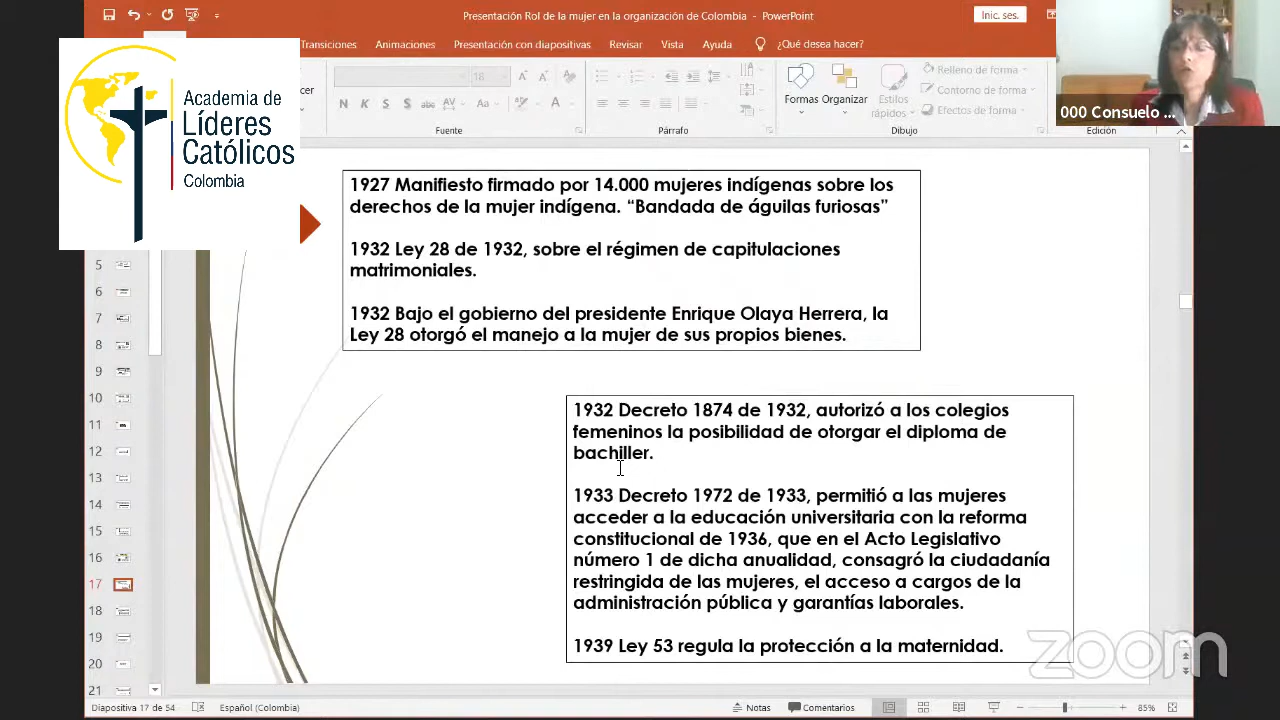 Presentación Rol de la mujer en la organización de Colombia - PowerPoint
Inic. ses.
Transiciones
Animaciones
Presentación con diapositivas
Revisar
Vista
Ayuda
¿Qué desea hacer?
Academia de
Líderes
Católicos
Colombia
18
N K S S abc AV Aa
Formas Organizar Estilos
rápidos
Relleno de forma
Contorno de forma
Efectos de forma
Fuente
Párrafo
Dibujo
Edición
000 Consuelo ...
1927 Manifiesto firmado por 14.000 mujeres indígenas sobre los
derechos de la mujer indígena. “Bandada de águilas furiosas”
1932 Ley 28 de 1932, sobre el régimen de capitulaciones
matrimoniales.
1932 Bajo el gobierno del presidente Enrique Olaya Herrera, la
Ley 28 otorgó el manejo a la mujer de sus propios bienes.
1932 Decreto 1874 de 1932, autorizó a los colegios
femeninos la posibilidad de otorgar el diploma de
bachiller.
1933 Decreto 1972 de 1933, permitió a las mujeres
acceder a la educación universitaria con la reforma
constitucional de 1936, que en el Acto Legislativo
número 1 de dicha anualidad, consagró la ciudadanía
restringida de las mujeres, el acceso a cargos de la
administración pública y garantías laborales.
1939 Ley 53 regula la protección a la maternidad.
5
6
7
8
9
10
11
12
13
14
15
16
17
18
19
20
21
zoom
Diapositiva 17 de 54
Español (Colombia)
Notas
Comentarios
85%